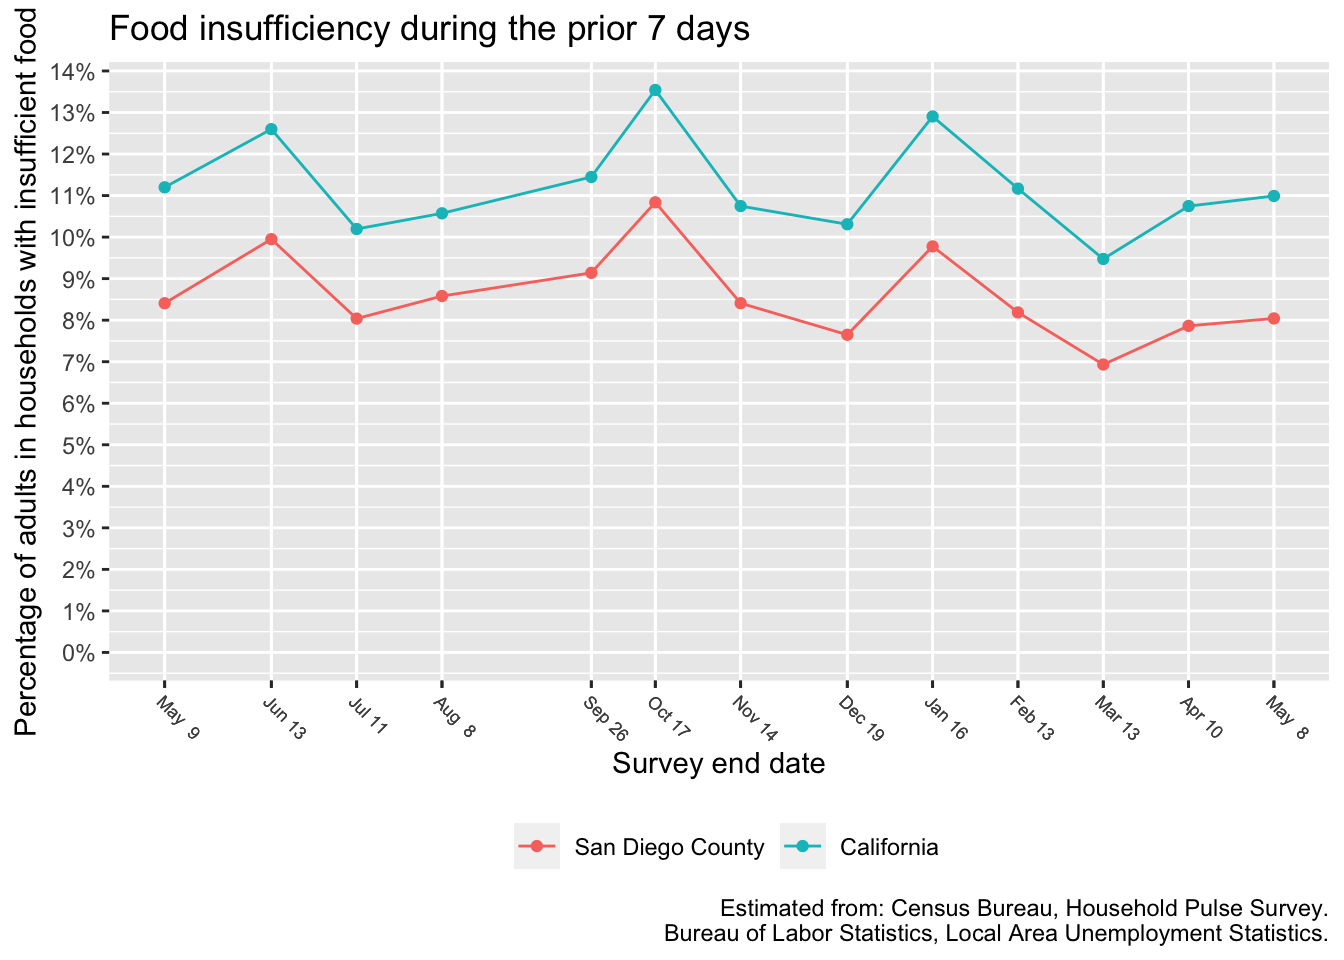 Food insufficiency during the prior 7 days
Percentage of adults in households with insufficient food
14%
13%
12%
11%
10%
9%
8%
7%
6%
5%
4%
3%
2%
1%
0%
May 9
Jun 13
Jul 11
Aug 8
Sep 26
Oct 17
Nov 14
Dec 19
Jan 16
Feb 13
Mar 13
Apr 10
May 8
Survey end date
San Diego County
California
Estimated from: Census Bureau, Household Pulse Survey.
Bureau of Labor Statistics, Local Area Unemployment Statistics.